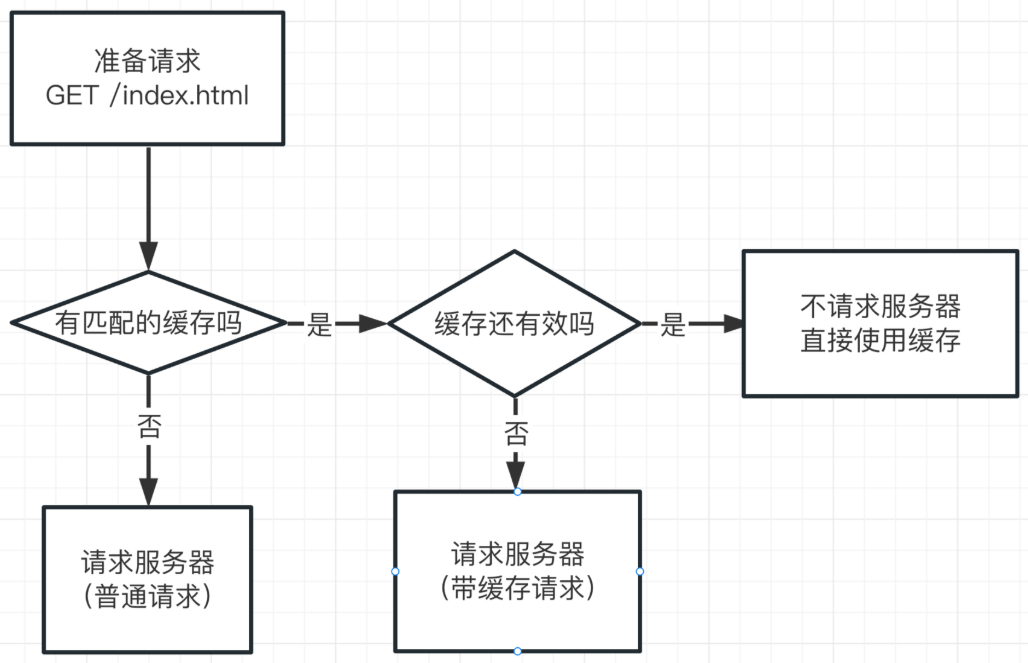 准备请求
GET /index.html
有匹配的缓存吗
是
缓存还有效吗
是
不请求服务器
直接使用缓存
否
否
请求服务器
（普通请求）
请求服务器
（带缓存请求）